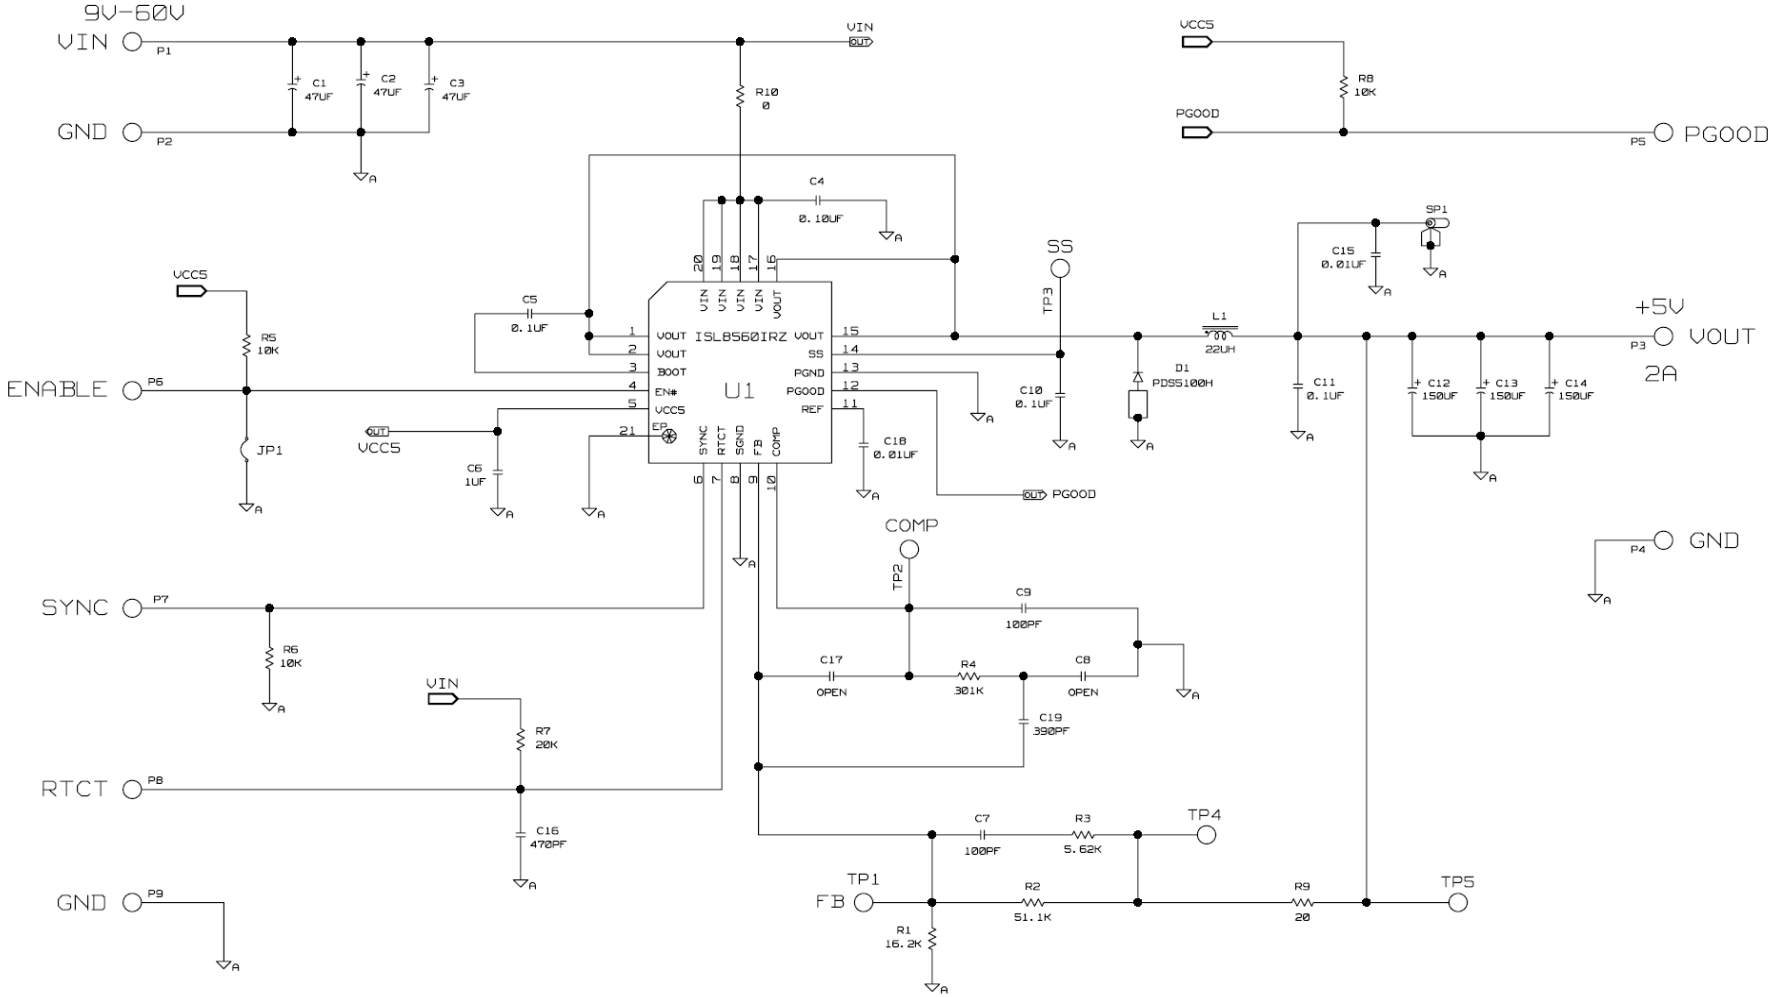 9V-60V
VIN
P1
VIN
OUT
C1
47UF
C2
47UF
C3
47UF
R10
0
GND
P2
A
VCC5
R8
10K
PGOOD
P5
PGOOD
C4
0.10UF
A
20
19
18
17
16
VIN
VIN
VIN
VIN
VOUT
SS
TP3
SP1
C15
0.01UF
A
A
+5V
VOUT
P3
2A
VCC5
R5
10K
C5
0.1UF
1
2
3
4
5
21
VOUT
VOUT
BOOT
EN#
VCC5
EP
ISL8560IRZ
U1
VOUT
SS
PGND
PGOOD
REF
15
14
13
12
11
SYNC
RTCT
SGND
FB
COMP
6
7
8
9
10
L1
22UH
D1
PDS5100H
A
C10
0.1UF
A
A
C11
0.1UF
A
C12
150UF
C13
150UF
C14
150UF
A
ENABLE
P6
JP1
A
OUT
VCC5
C6
1UF
A
A
C18
0.01UF
A
OUT
PGOOD
A
COMP
TP2
GND
P4
A
SYNC
P7
R6
10K
A
C9
100PF
C17
OPEN
R4
301K
C8
OPEN
A
C19
390PF
VIN
R7
20K
RTCT
P8
C16
470PF
A
C7
100PF
R3
5.62K
TP4
GND
P9
A
TP1
FB
R2
51.1K
R9
20
TP5
R1
16.2K
A